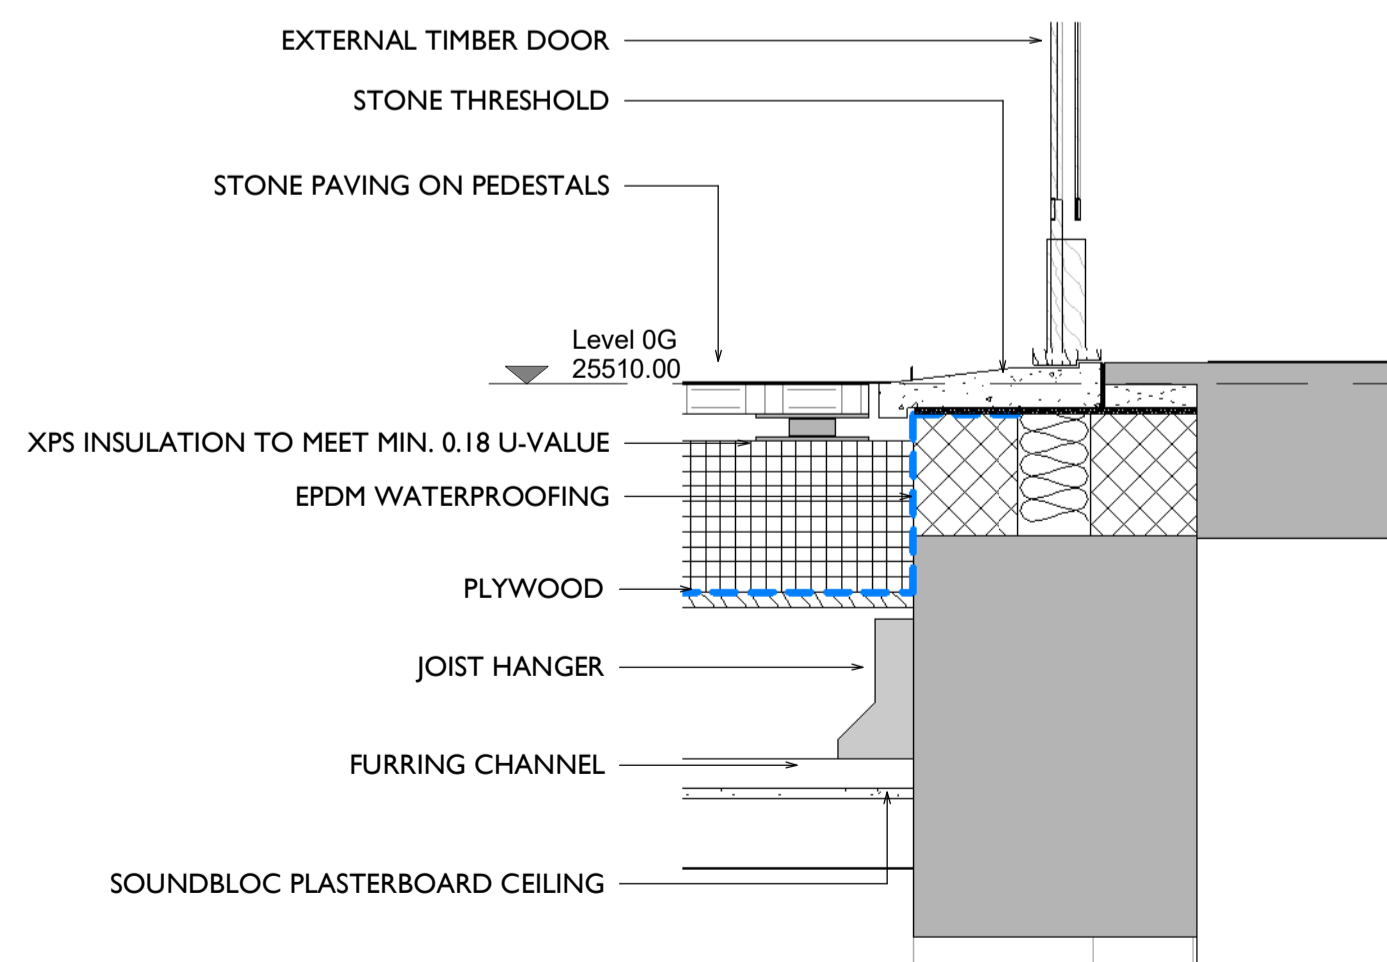 EXTERNAL TIMBER DOOR
STONE THRESHOLD
STONE PAVING ON PEDESTALS
Level 0G
25510.00
XPS INSULATION TO MEET MIN. 0.18 U-VALUE
EPDM WATERPROOFING
PLYWOOD
JOIST HANGER
FURRING CHANNEL
SOUNDBLOC PLASTERBOARD CEILING